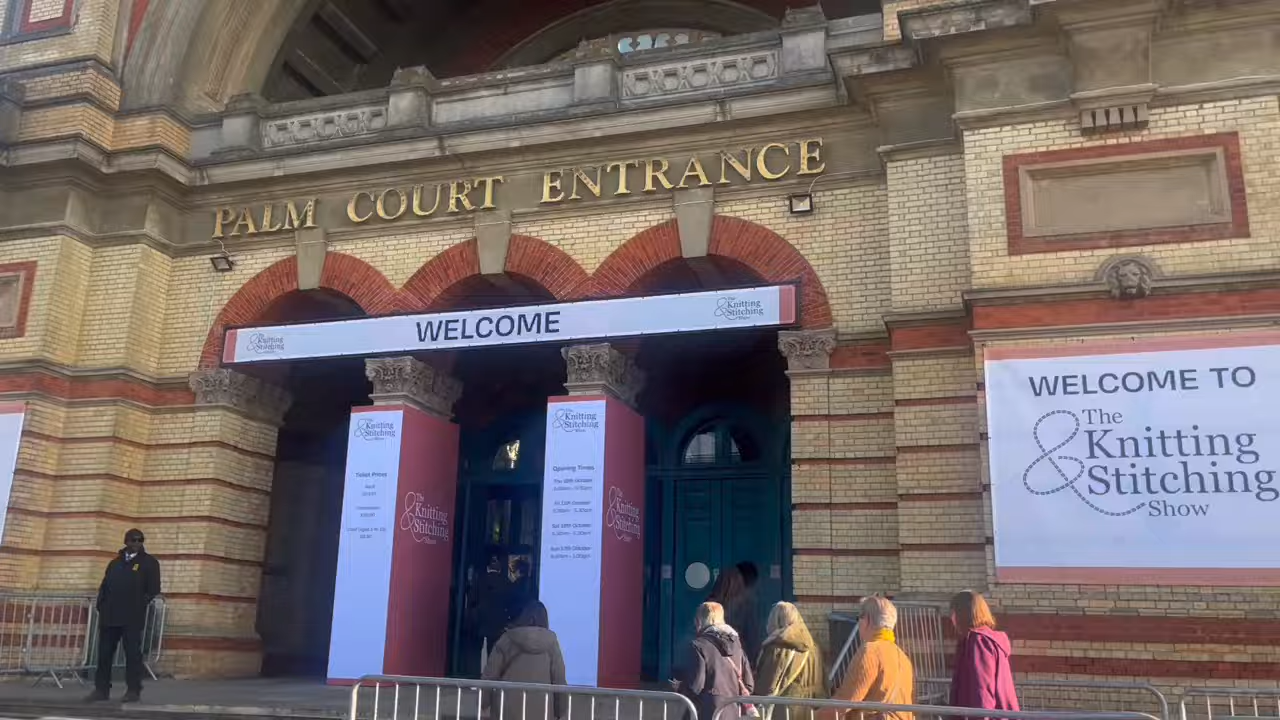 PALM COURT ENTRANCE
The
Knitting
& Stitching
Show
WELCOME
The
Knitting
& Stitching
Show
WELCOME TO
The
Knitting
& Stitching
Show
The
Knitting
& Stitching
Show
Ticket Prices
The
Knitting
& Stitching
Show
The
Knitting
& Stitching
Show
Opening Times
The
Knitting
& Stitching
Show